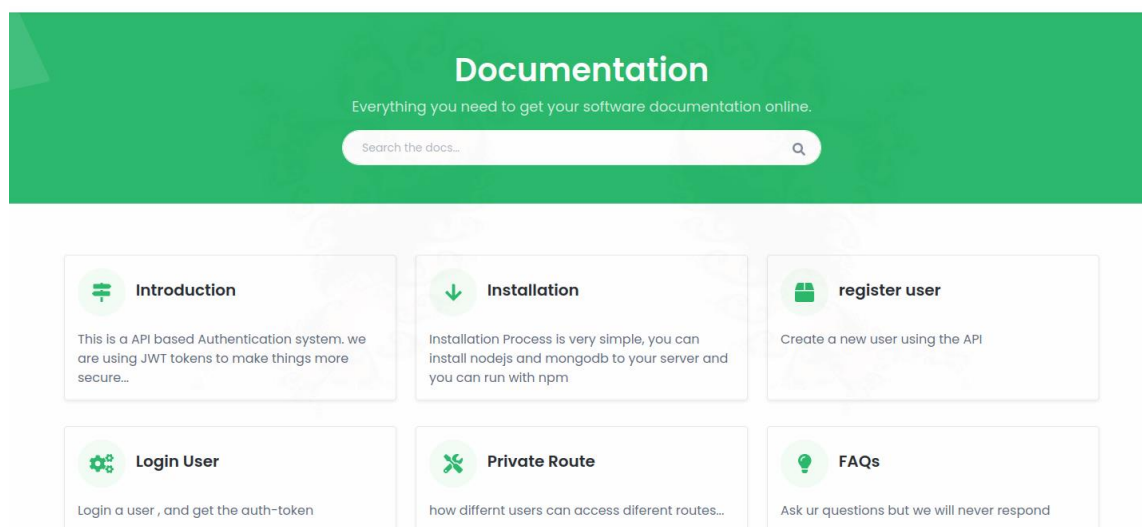 Documentation
Everything you need to get your software documentation online.
Search the docs...
Introduction
This is a API based Authentication system. we
are using JWT tokens to make things more
secure...
Installation
Installation Process is very simple, you can
install nodejs and mongodb to your server and
you can run with npm
register user
Create a new user using the API
Login User
Login a user , and get the auth-token
Private Route
how differnt users can access diferent routes...
FAQs
Ask ur questions but we will never respond